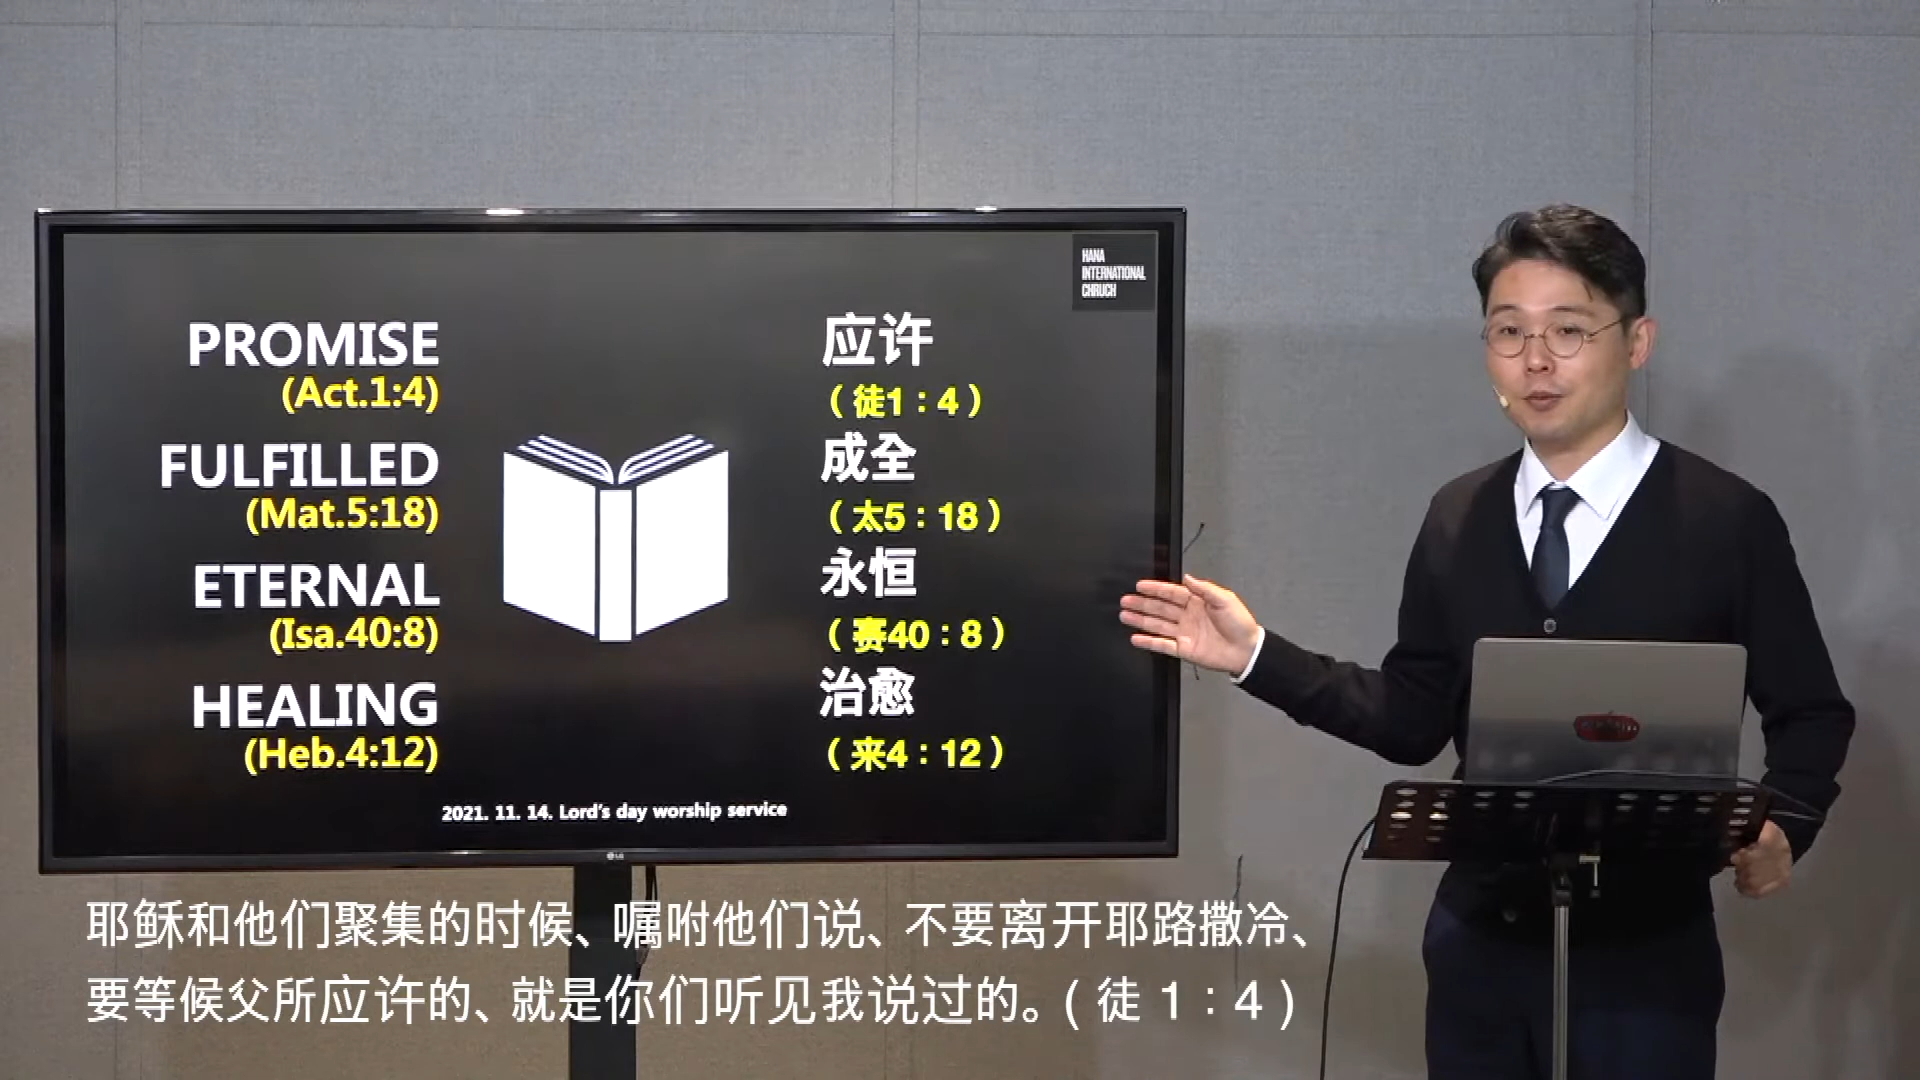 HANA
INTERNATIONAL
CHRUCH
PROMISE
(Act.1:4)
FULFILLED
(Mat.5:18)
ETERNAL
(Isa.40:8)
HEALING
(Heb.4:12)
应许
（徒1：4）
成全
（太5：18）
永恒
（赛40：8）
治愈
（来4：12）
2021. 11. 14. Lord's day worship service
LG
耶稣和他们聚集的时候、嘱咐他们说、不要离开耶路撒冷、
要等候父所应许的、就是你们听见我说过的。(徒 1：4)